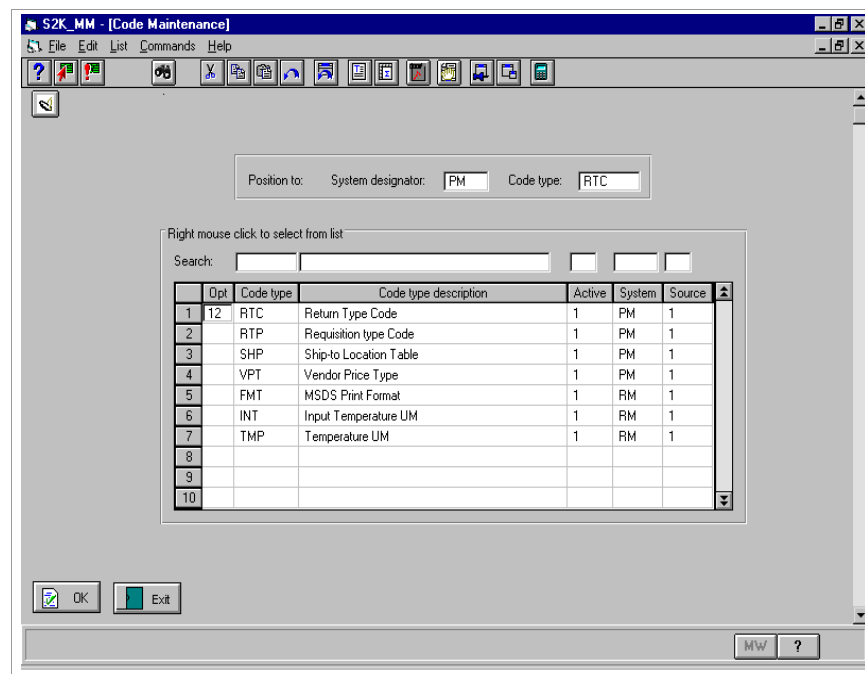 S2K_MM - [Code Maintenance]
File Edit List Commands Help
Position to: System designator: PM Code type: RTC
Right mouse click to select from list
Search:
Opt Code type Code type description Active System Source
1 12 RTC Return Type Code 1 PM 1
2 RTP Requisition type Code 1 PM 1
3 SHP Ship-to Location Table 1 PM 1
4 VPT Vendor Price Type 1 PM 1
5 FMT MSDS Print Format 1 RM 1
6 INT Input Temperature UM 1 RM 1
7 TMP Temperature UM 1 RM 1
8
9
10
OK Exit
MW ?